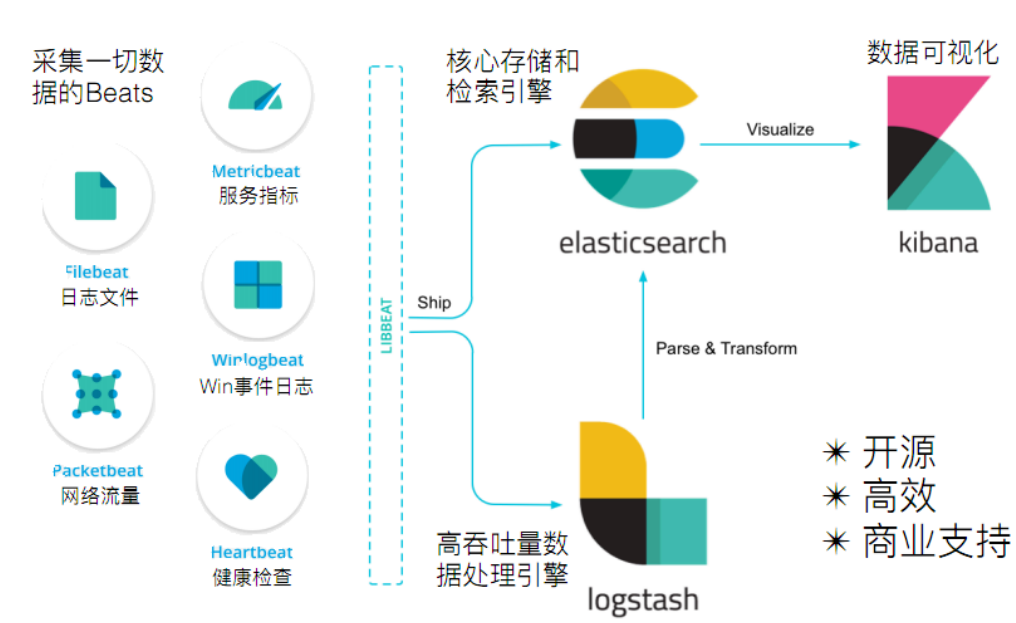 采集一切数
据的Beats
Metricbeat
服务指标
Filebeat
日志文件
Winlogbeat
Win事件日志
Packetbeat
网络流量
Heartbeat
健康检查
LIBBEAT
Ship
核心存储和
检索引擎
elasticsearch
Visualize
数据可视化
kibana
Parse & Transform
高吞吐量数
据处理引擎
logstash
✴ 开源
✴ 高效
✴ 商业支持